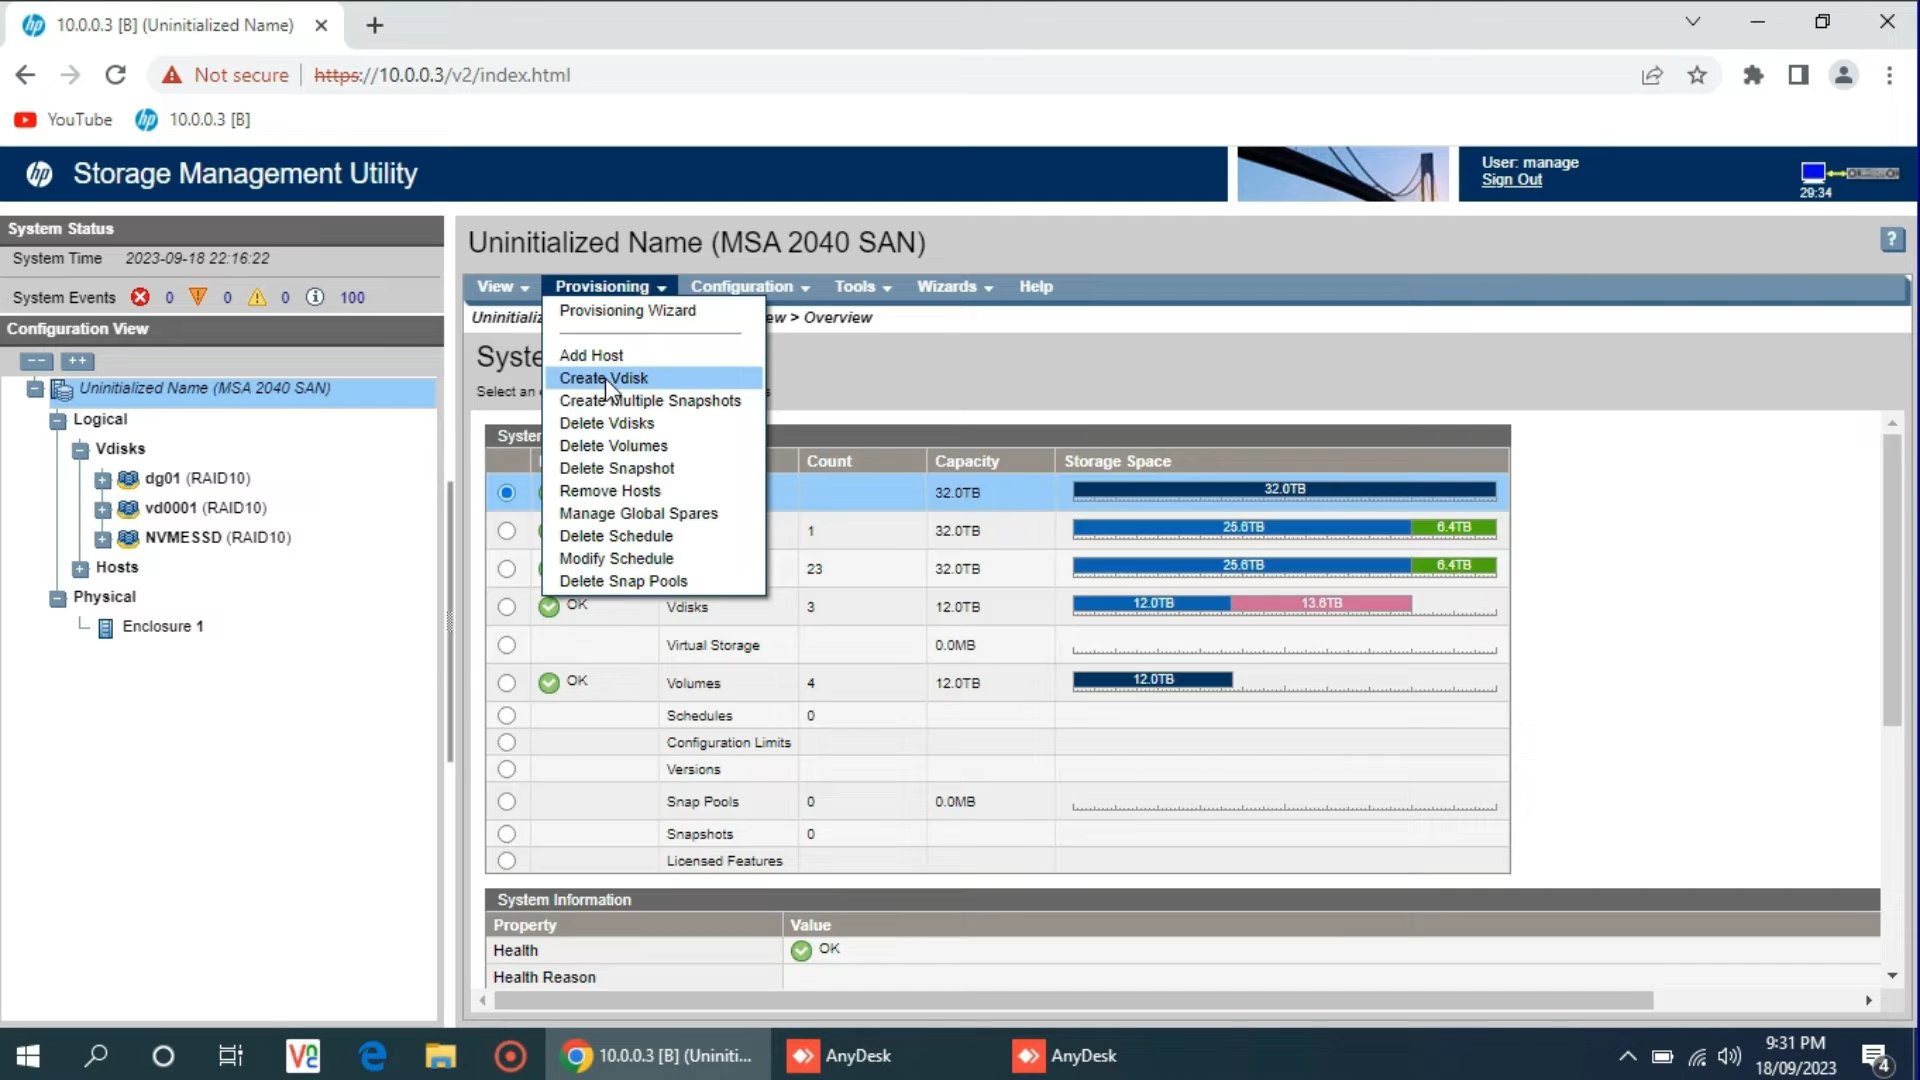 10.0.0.3 [B] (Uninitialized Name)
Not secure
https://10.0.0.3/v2/index.html
YouTube
10.0.0.3 [B]
hp Storage Management Utility
User: manage
Sign Out
29:34
System Status
System Time 2023-09-18 22:16:22
System Events 0 0 0 100
Configuration View
Uninitialized Name (MSA 2040 SAN)
Logical
Vdisks
dg01 (RAID10)
vd0001 (RAID10)
NVMESSD (RAID10)
Hosts
Physical
Enclosure 1
Uninitialized Name (MSA 2040 SAN)
View Provisioning Configuration Tools Wizards Help
> Overview
Provisioning Wizard
Add Host
Create Vdisk
Create Multiple Snapshots
Delete Vdisks
Delete Volumes
Delete Snapshot
Remove Hosts
Manage Global Spares
Delete Schedule
Modify Schedule
Delete Snap Pools
Select an
Count Capacity Storage Space
32.0TB 32.0TB
1 32.0TB 25.6TB 6.4TB
23 32.0TB 25.6TB 6.4TB
OK Vdisks 3 12.0TB 12.0TB 13.6TB
Virtual Storage 0.0MB
OK Volumes 4 12.0TB 12.0TB
Schedules 0
Configuration Limits
Versions
Snap Pools 0 0.0MB
Snapshots 0
Licensed Features
System Information
Property Value
Health OK
Health Reason
10.0.0.3 [B] (Uniniti...
AnyDesk
AnyDesk
9:31 PM
18/09/2023
4